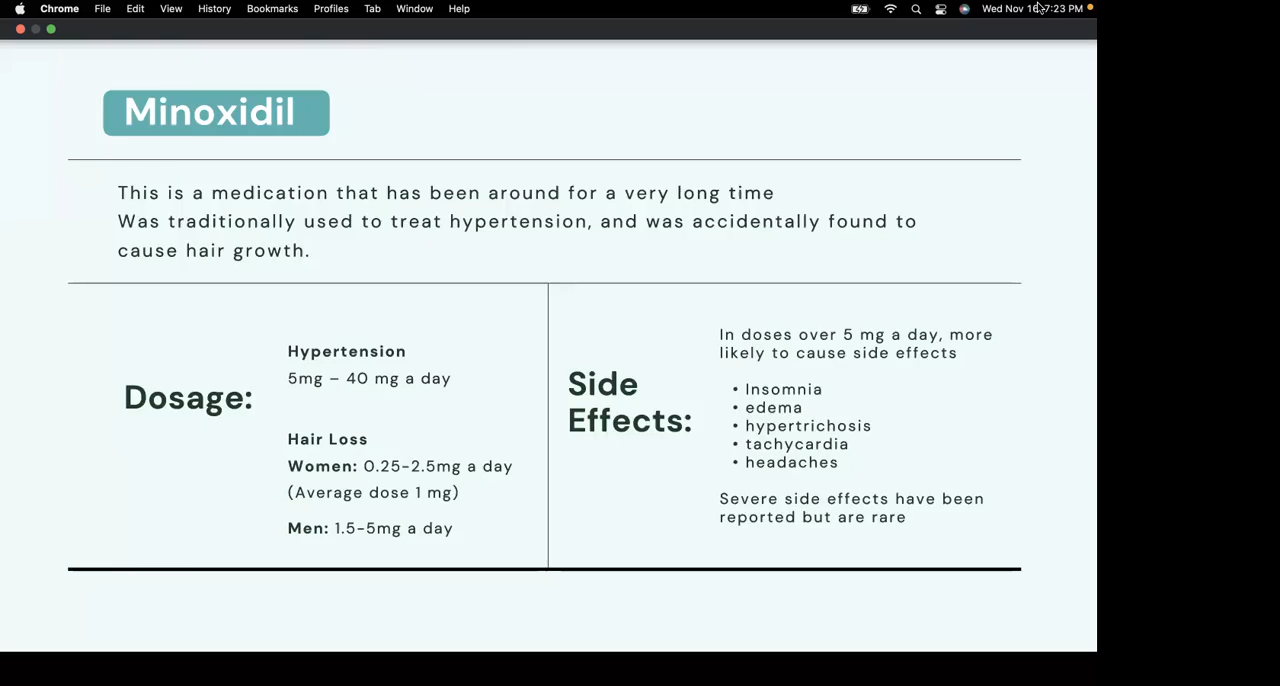 Chrome File Edit View History Bookmarks Profiles Tab Window Help
Wed Nov 16 7:23 PM
Minoxidil
This is a medication that has been around for a very long time
Was traditionally used to treat hypertension, and was accidentally found to
cause hair growth.
Dosage:
Hypertension
5mg – 40 mg a day
Hair Loss
Women: 0.25-2.5mg a day
(Average dose 1 mg)
Men: 1.5-5mg a day
Side
Effects:
In doses over 5 mg a day, more
likely to cause side effects
• Insomnia
• edema
• hypertrichosis
• tachycardia
• headaches
Severe side effects have been
reported but are rare